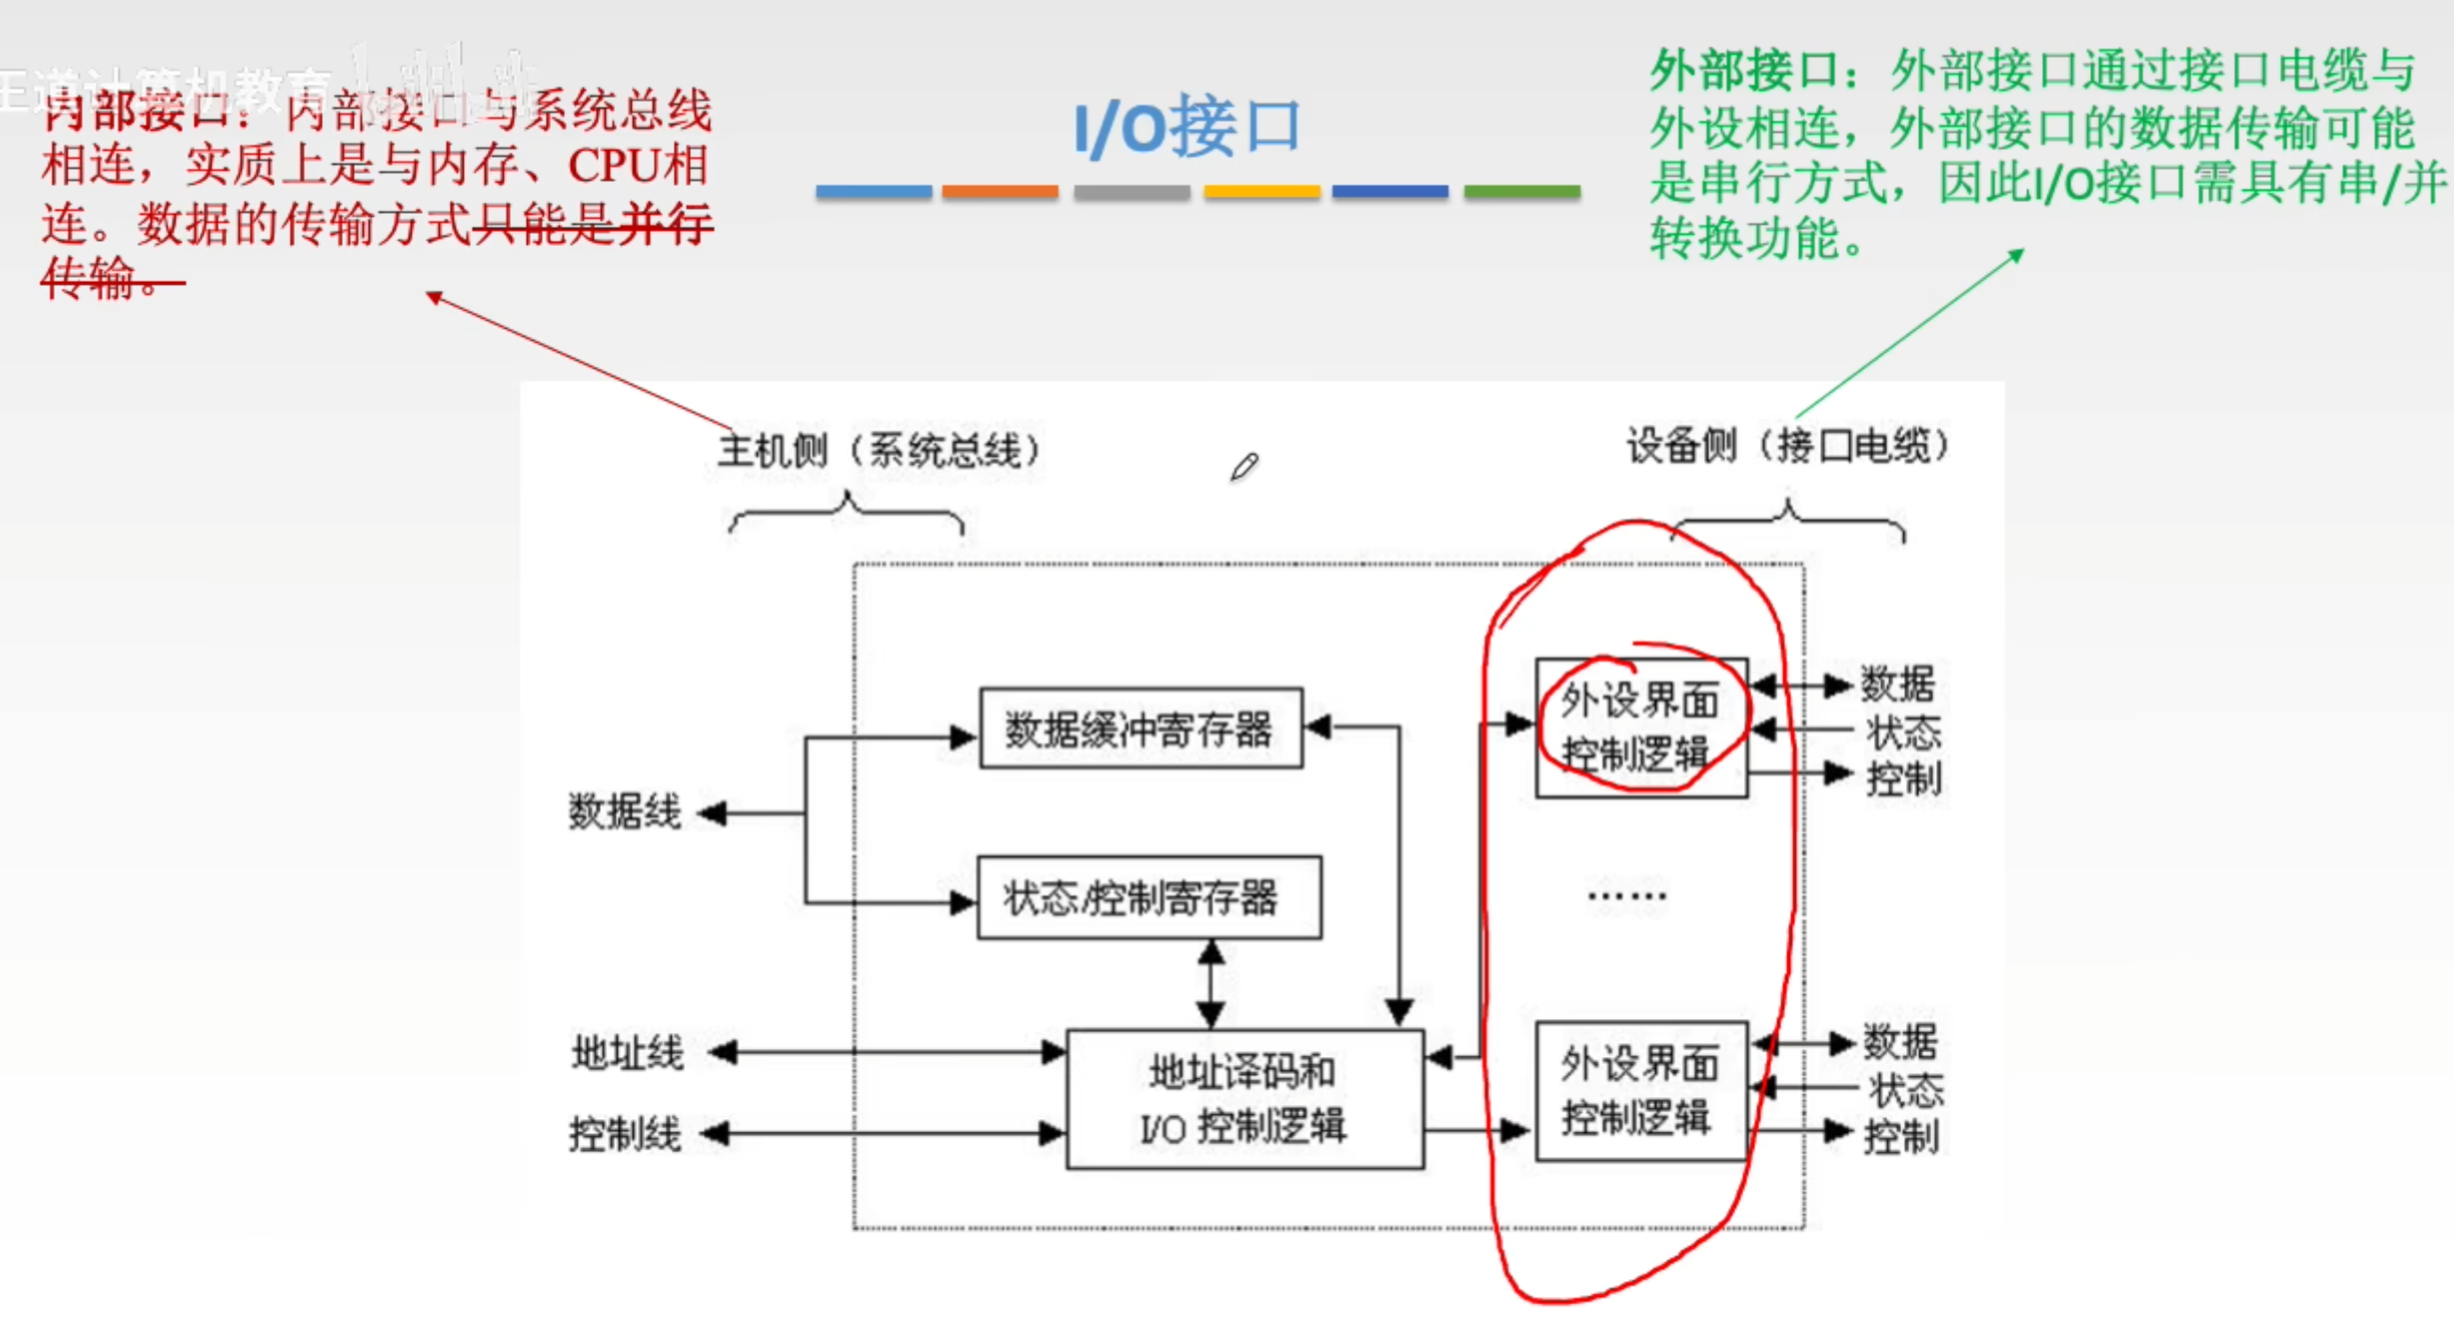 王道计算机教育
内部接口：内部接口与系统总线
相连，实质上是与内存、CPU相
连。数据的传输方式只能是并行
传输。
I/O接口
外部接口：外部接口通过接口电缆与
外设相连，外部接口的数据传输可能
是串行方式，因此I/O接口需具有串/并
转换功能。
主机侧（系统总线）
设备侧（接口电缆）
数据缓冲寄存器
外设界面
控制逻辑
数据
状态
控制
数据线
状态/控制寄存器
……
地址线
控制线
地址译码和
I/O 控制逻辑
外设界面
控制逻辑
数据
状态
控制